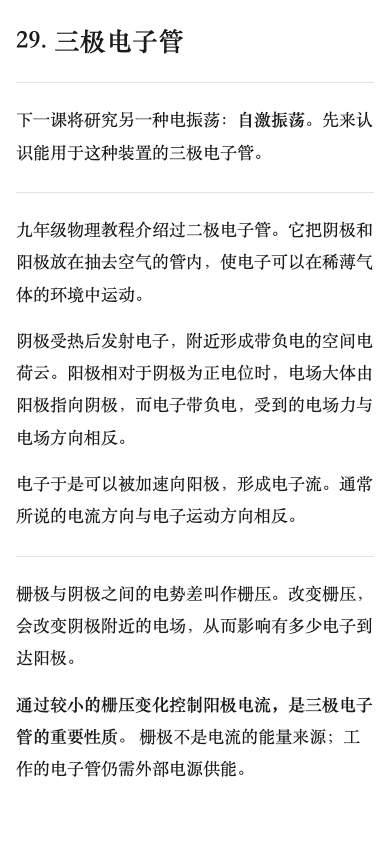 29. 三极电子管
下一课将研究另一种电振荡：自激振荡。先来认
识能用于这种装置的三极电子管。
九年级物理教程介绍过二极电子管。它把阴极和
阳极放在抽去空气的管内，使电子可以在稀薄气
体的环境中运动。
阴极受热后发射电子，附近形成带负电的空间电
荷云。阳极相对于阴极为正电位时，电场大体由
阳极指向阴极，而电子带负电，受到的电场力与
电场方向相反。
电子于是可以被加速向阳极，形成电子流。通常
所说的电流方向与电子运动方向相反。
栅极与阴极之间的电势差叫作栅压。改变栅压，
会改变阴极附近的电场，从而影响有多少电子到
达阳极。
通过较小的栅压变化控制阳极电流，是三极电子
管的重要性质。 栅极不是电流的能量来源；工
作的电子管仍需外部电源供能。